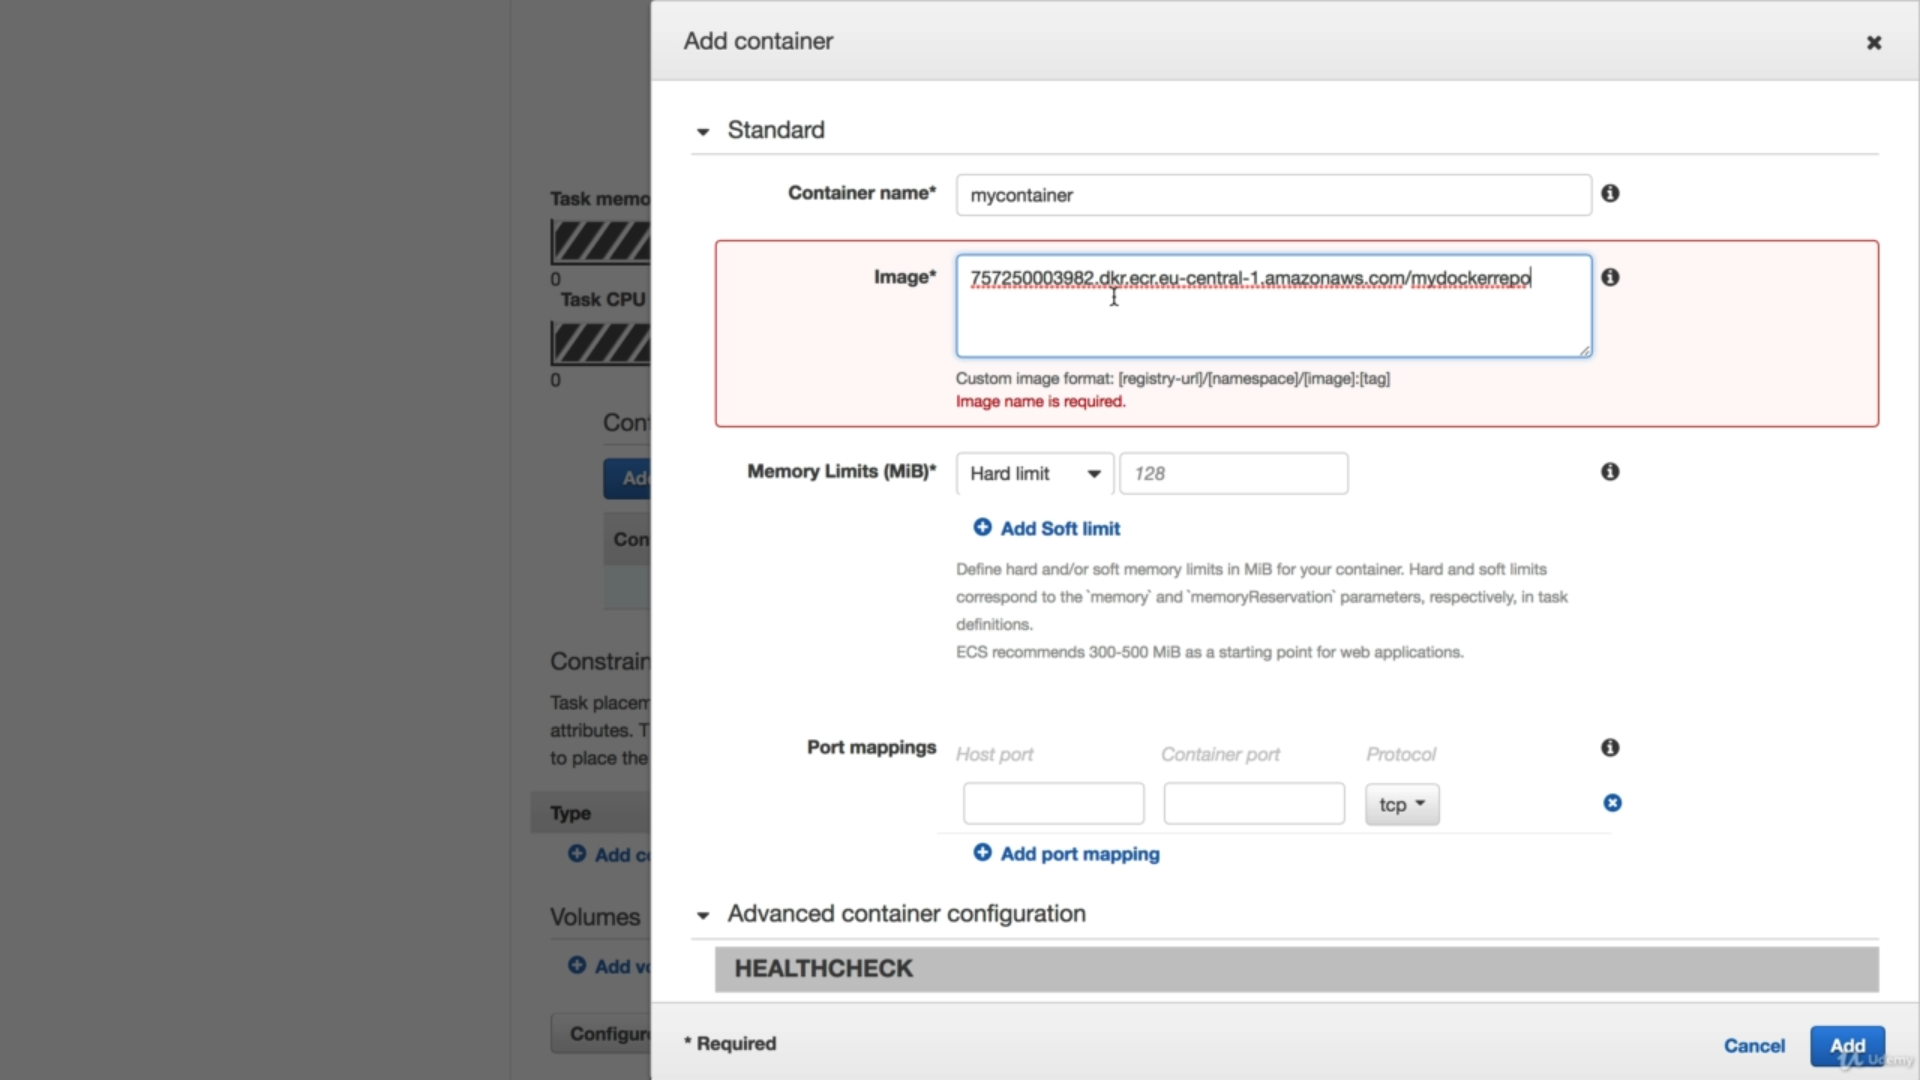 Add container
Standard
Container name*
mycontainer
Task memo
Image*
757250003982.dkr.ecr.eu-central-1.amazonaws.com/mydockerrepo
0
Task CPU
Custom image format: [registry-url]/[namespace]/[image]:[tag]
0
Image name is required.
Con
Memory Limits (MiB)*
Hard limit
128
Add
Add Soft limit
Con
Define hard and/or soft memory limits in MiB for your container. Hard and soft limits
correspond to the `memory` and `memoryReservation` parameters, respectively, in task
definitions.
ECS recommends 300-500 MiB as a starting point for web applications.
Constrain
Task placem
attributes. T
to place the
Port mappings
Host port
Container port
Protocol
tcp
Type
Add co
Add port mapping
Volumes
Advanced container configuration
Add vo
HEALTHCHECK
Configur
* Required
Cancel
Add
Udemy